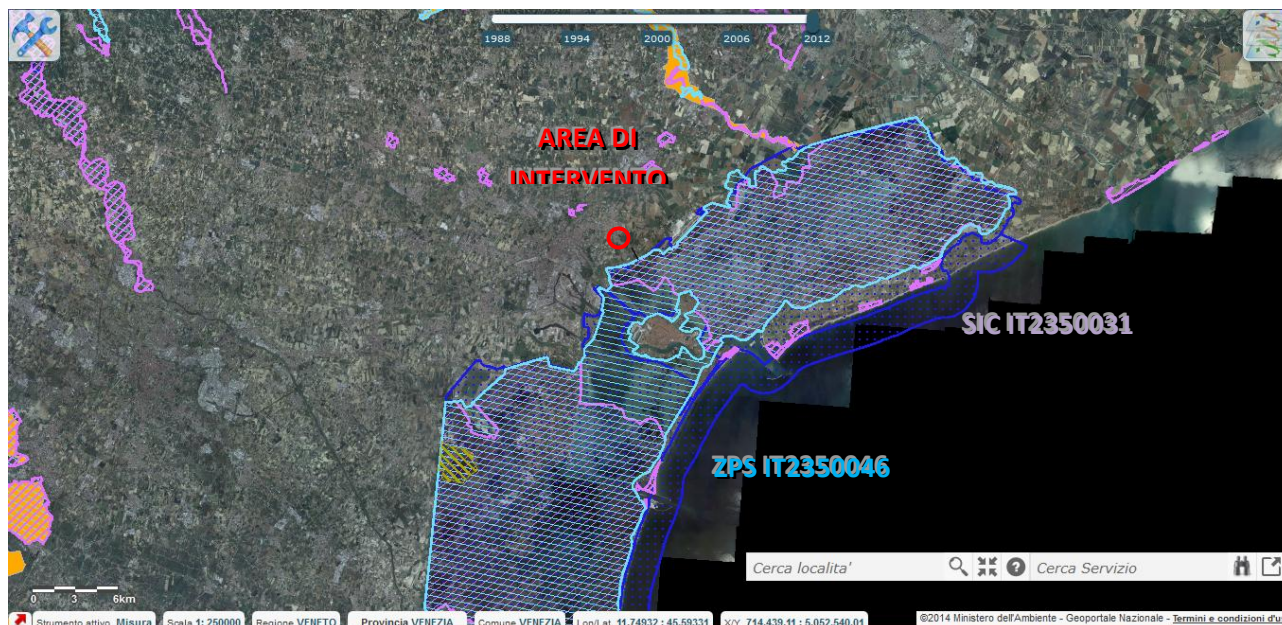 1988 1994 2000 2006 2012
AREA DI
INTERVENTO
SIC IT2350031
ZPS IT2350046
Cerca localita'
Cerca Servizio
0 3 6km
Strumento attivo Misura
Scala 1: 250000
Regione VENETO
Provincia VENEZIA
Comune VENEZIA
Lon/Lat 11.74932 : 45.59331
X/Y 714.439,11 : 5.052.540,01
©2014 Ministero dell'Ambiente - Geoportale Nazionale - Termini e condizioni d'u